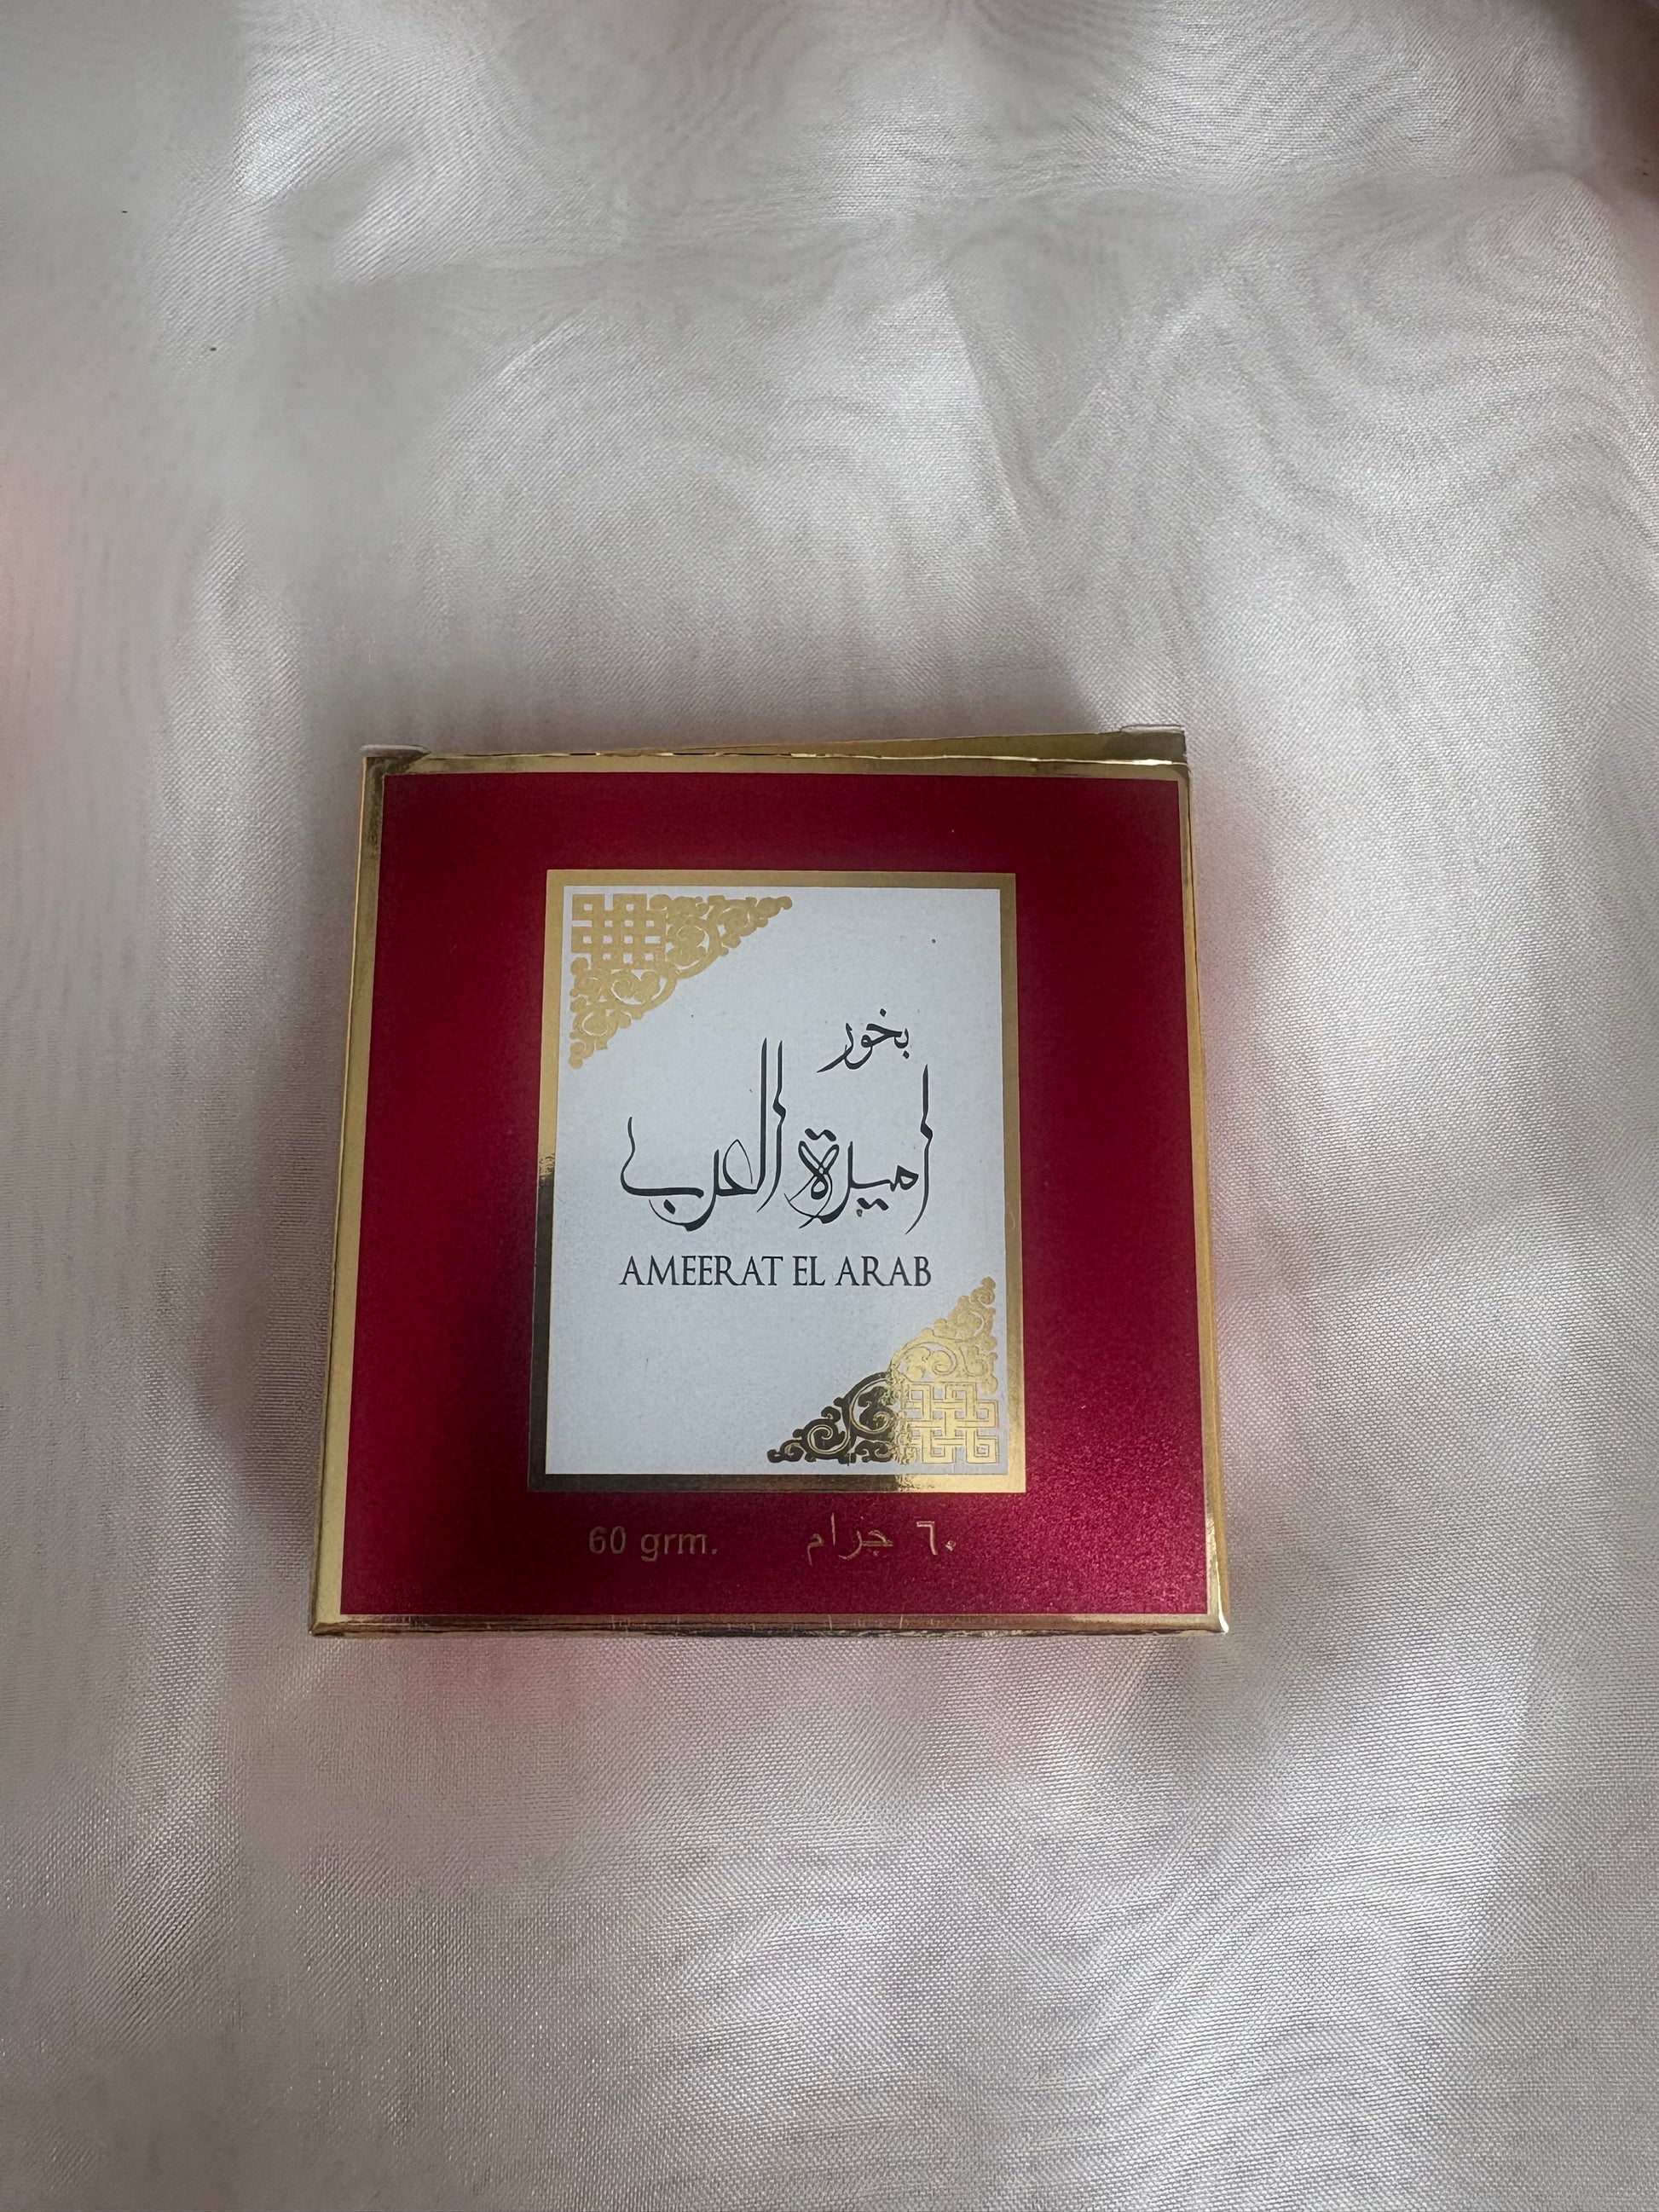 بخور
اميرة العرب
AMEERAT EL ARAB
60 grm. ٦٠ جرام